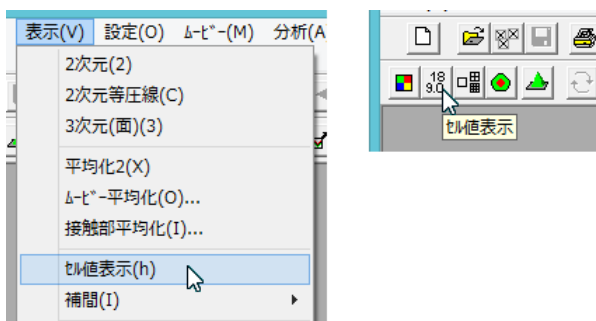 表示(V) 設定(O) ﾑｰﾋﾞｰ(M) 分析(A
2次元(2)
2次元等圧線(C)
3次元(面)(3)
平均化2(X)
ﾑｰﾋﾞｰ平均化(O)...
接触部平均化(I)...
ｾﾙ値表示(h)
補間(I)
18
9.0
ｾﾙ値表示